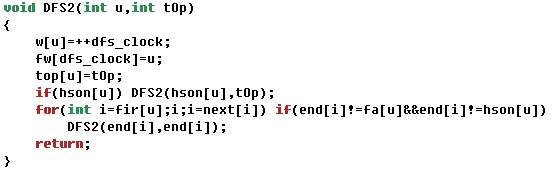 void DFS2(int u,int tOp)
{
    w[u]=++dfs_clock;
    fw[dfs_clock]=u;
    top[u]=tOp;
    if(hson[u]) DFS2(hson[u],tOp);
    for(int i=fir[u];i;i=next[i]) if(end[i]!=fa[u]&&end[i]!=hson[u])
        DFS2(end[i],end[i]);
    return;
}